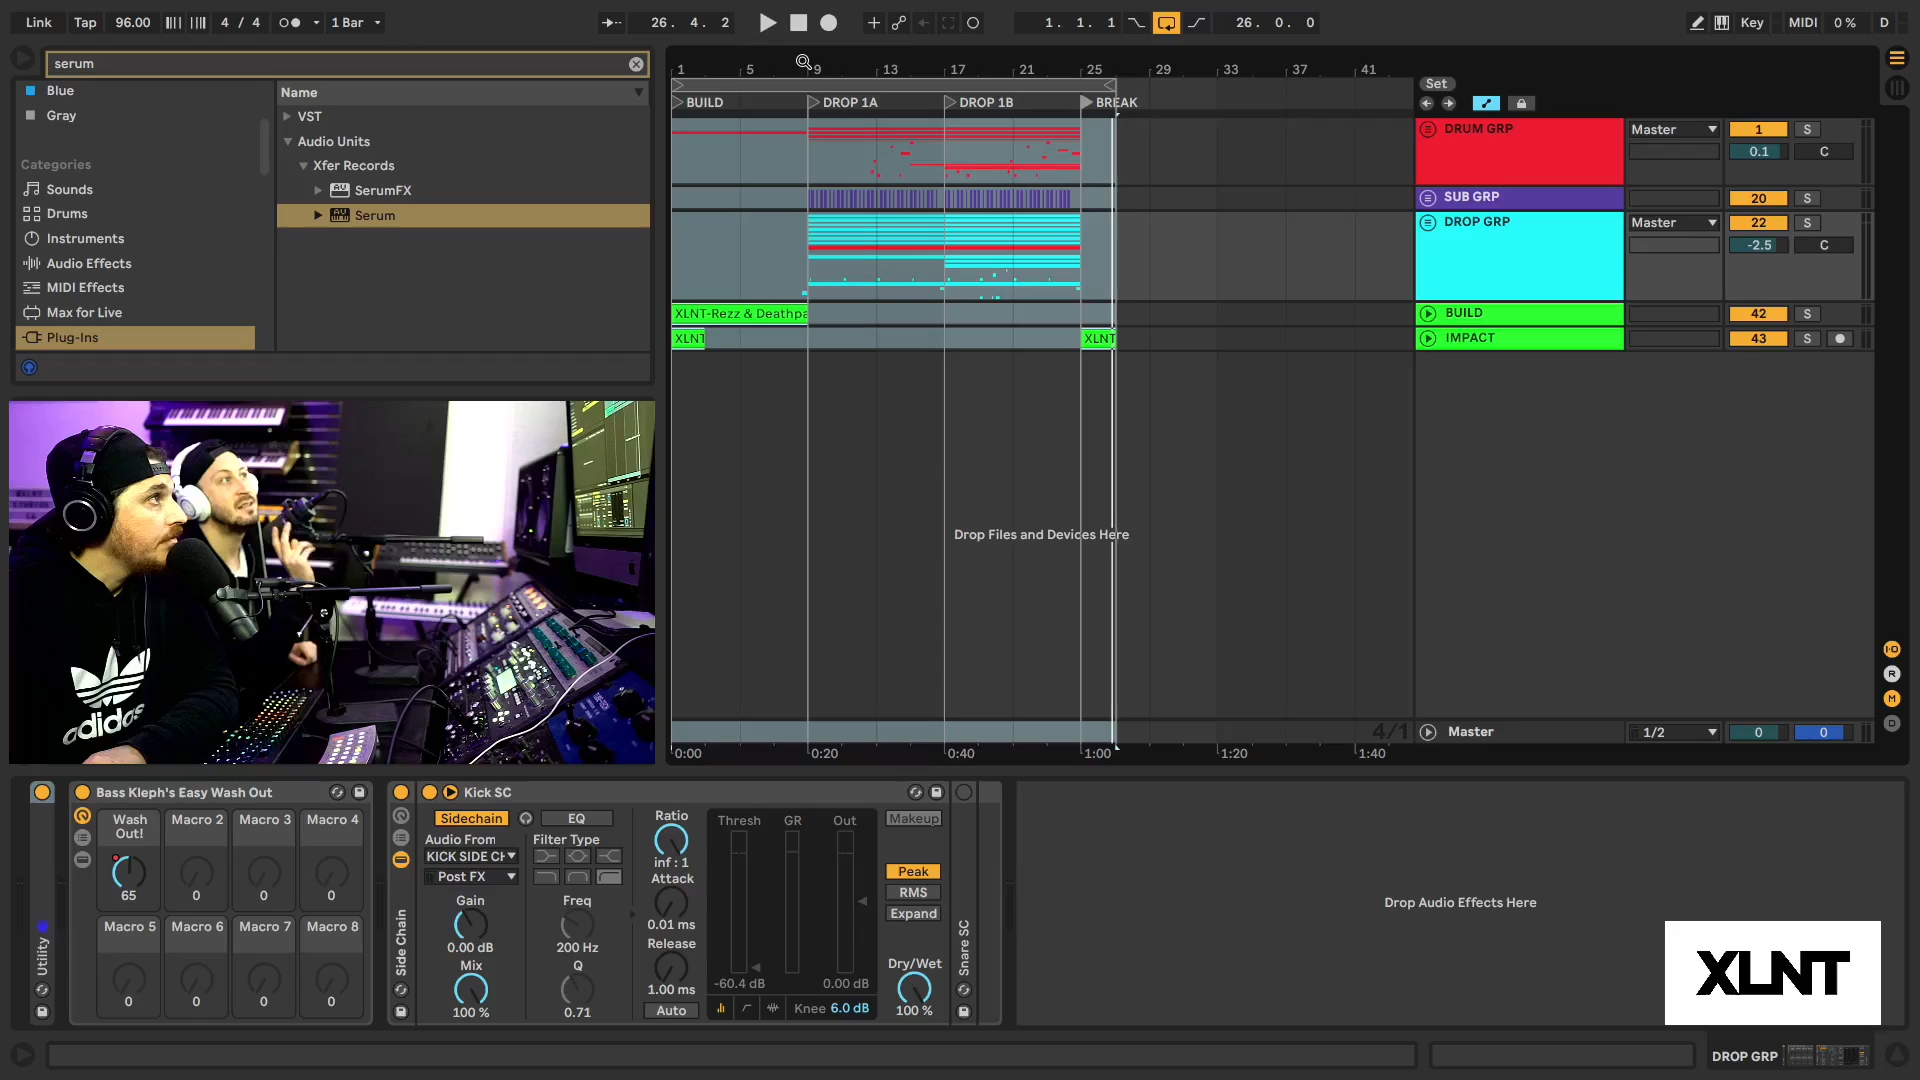 Link Tap 96.00 4 / 4 1 Bar 26. 4. 2 1. 1. 1 26. 0. 0 Key MIDI 0 % D
serum
Blue
Gray
Categories
Sounds
Drums
Instruments
Audio Effects
MIDI Effects
Max for Live
Plug-Ins
Name
VST
Audio Units
Xfer Records
SerumFX
Serum
1 5 9 13 17 21 25 29 33 37 41
BUILD DROP 1A DROP 1B BREAK
Set
DRUM GRP Master 1 S
0.1 C
SUB GRP 20 S
DROP GRP Master 22 S
-2.5 C
XLNT-Rezz & Deathpa
BUILD 42 S
XLNT XLNT
IMPACT 43 S
Drop Files and Devices Here
adidas
4/1
Master 1/2 0 0
0:00 0:20 0:40 1:00 1:20 1:40
I·O
R
M
D
Utility
Bass Kleph's Easy Wash Out
Wash Out! Macro 2 Macro 3 Macro 4
65 0 0 0
Macro 5 Macro 6 Macro 7 Macro 8
0 0 0 0
Side Chain
Kick SC
Sidechain EQ
Audio From Filter Type
KICK SIDE CH
Post FX
Gain Freq
0.00 dB 200 Hz
Mix Q
100 % 0.71
Ratio
inf : 1
Attack
0.01 ms
Release
1.00 ms
Auto
Thresh GR Out
-60.4 dB 0.00 dB
Knee 6.0 dB
Makeup
Peak
RMS
Expand
Dry/Wet
100 %
Snare SC
Drop Audio Effects Here
XLNT
DROP GRP